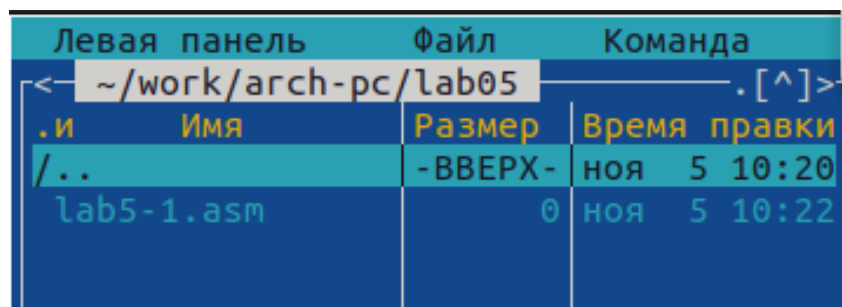 Левая панель Файл Команда
<─ ~/work/arch-pc/lab05 ─.[^]>
.и Имя Размер Время правки
/.. -ВВЕРХ- ноя 5 10:20
lab5-1.asm 0 ноя 5 10:22